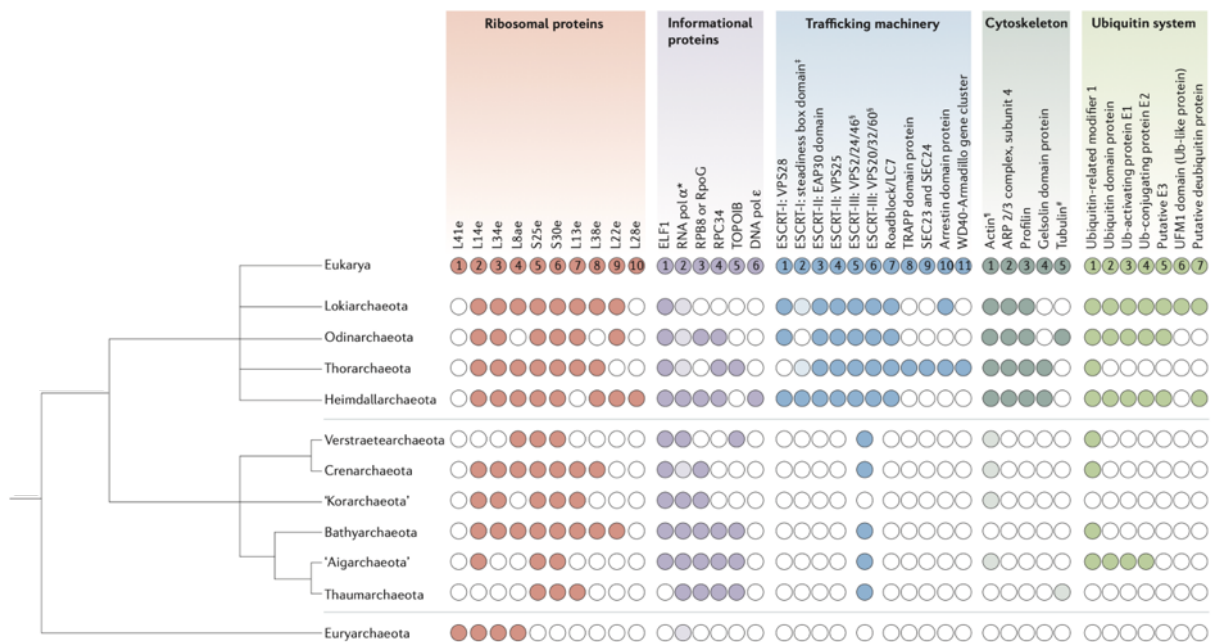 Ribosomal proteins
Informational
proteins
Trafficking machinery
Cytoskeleton
Ubiquitin system
L41e
L14e
L34e
L8ae
S25e
S30e
L13e
L38e
L22e
L28e
ELF1
RNA pol α*
RPB8 or RpoG
RPC34
TOPOIB
DNA pol ε
ESCRT-I: VPS28
ESCRT-I: steadiness box domain‡
ESCRT-II: EAP30 domain
ESCRT-II: VPS25
ESCRT-III: VPS2/24/46§
ESCRT-III: VPS20/32/60§
Roadblock/LC7
TRAPP domain protein
SEC23 and SEC24
Arrestin domain protein
WD40-Armadillo gene cluster
Actin¶
ARP 2/3 complex, subunit 4
Profilin
Gelsolin domain protein
Tubulin#
Ubiquitin-related modifier 1
Ubiquitin domain protein
Ub-activating protein E1
Ub-conjugating protein E2
Putative E3
UFM1 domain (Ub-like protein)
Putative deubiquitin protein
Eukarya 1 2 3 4 5 6 7 8 9 10 1 2 3 4 5 6 1 2 3 4 5 6 7 8 9 10 11 1 2 3 4 5 1 2 3 4 5 6 7
Lokiarchaeota
Odinarchaeota
Thorarchaeota
Heimdallarchaeota
Verstraetearchaeota
Crenarchaeota
'Korarchaeota'
Bathyarchaeota
'Aigarchaeota'
Thaumarchaeota
Euryarchaeota